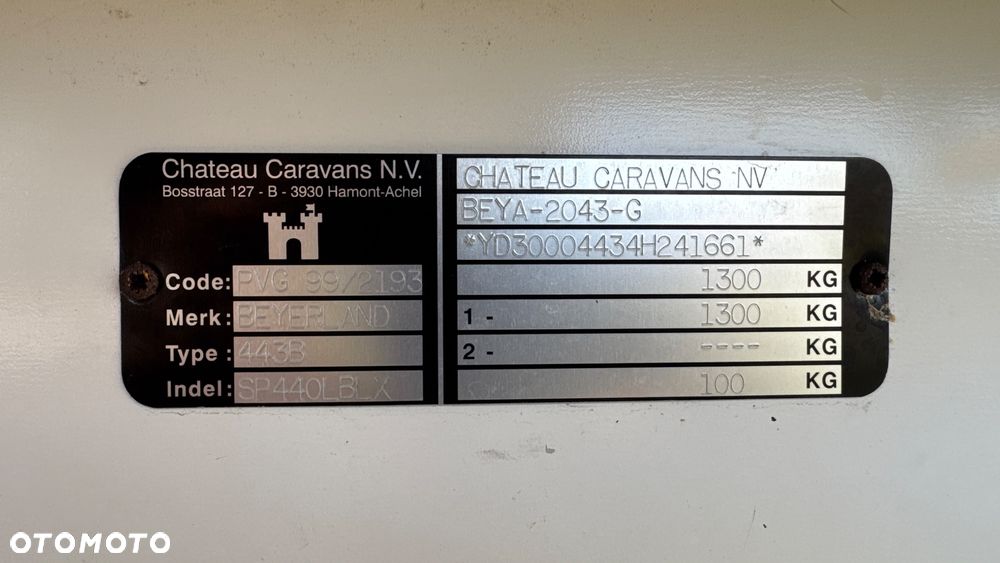 Chateau Caravans N.V.
Bosstraat 127 - B - 3930 Hamont-Achel
Code: PVG 99/2193
Merk : BEYERLAND
Type : 443B
Indel: SP440LBLX
CHATEAU CARAVANS NV
BEYA-2043-G
*YD30004434H241661*
1300 KG
1 - 1300 KG
2 - ---- KG
100 KG
OTOMOTO